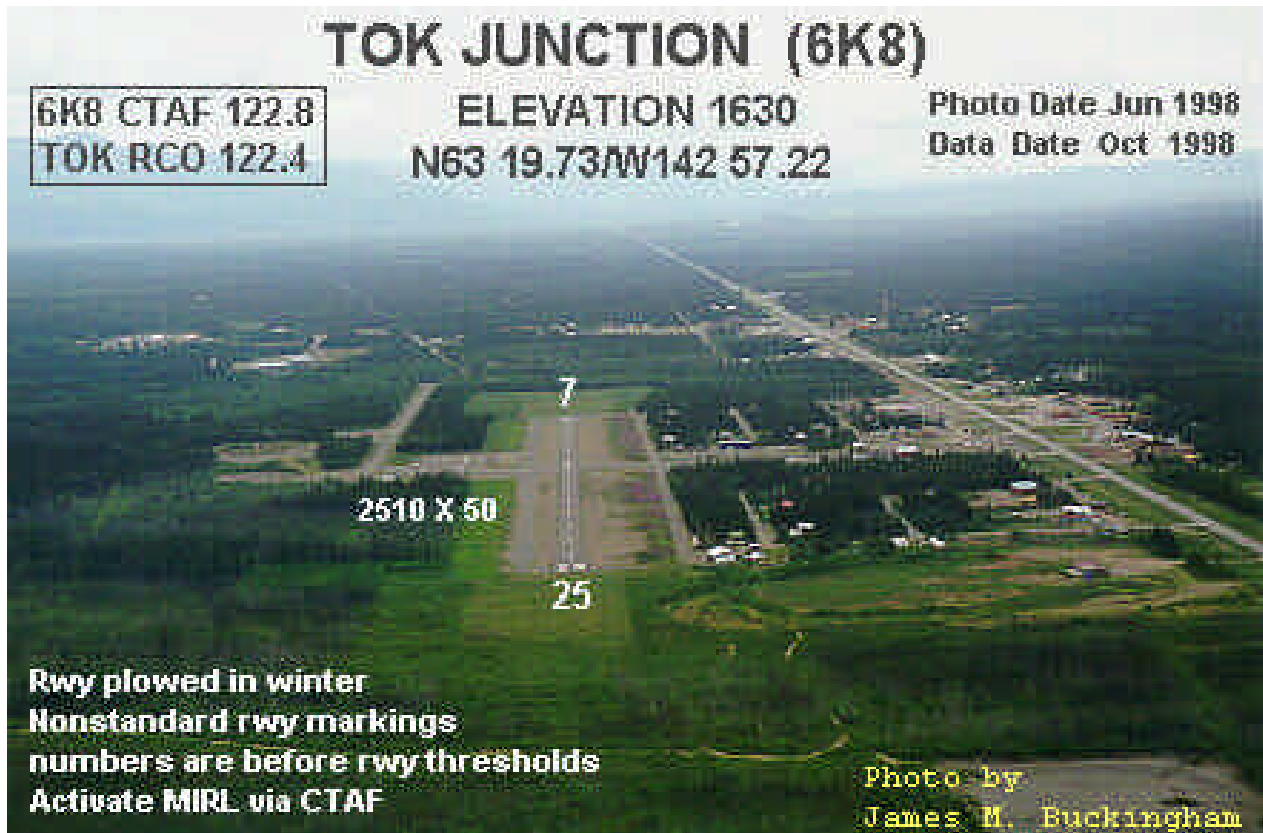 TOK JUNCTION (6K8)
6K8 CTAF 122.8
TOK RCO 122.4
ELEVATION 1630
N63 19.73/W142 57.22
Photo Date Jun 1998
Data Date Oct 1998
7
2510 X 50
25
Rwy plowed in winter
Nonstandard rwy markings
numbers are before rwy thresholds
Activate MIRL via CTAF
Photo by
James M. Buckingham